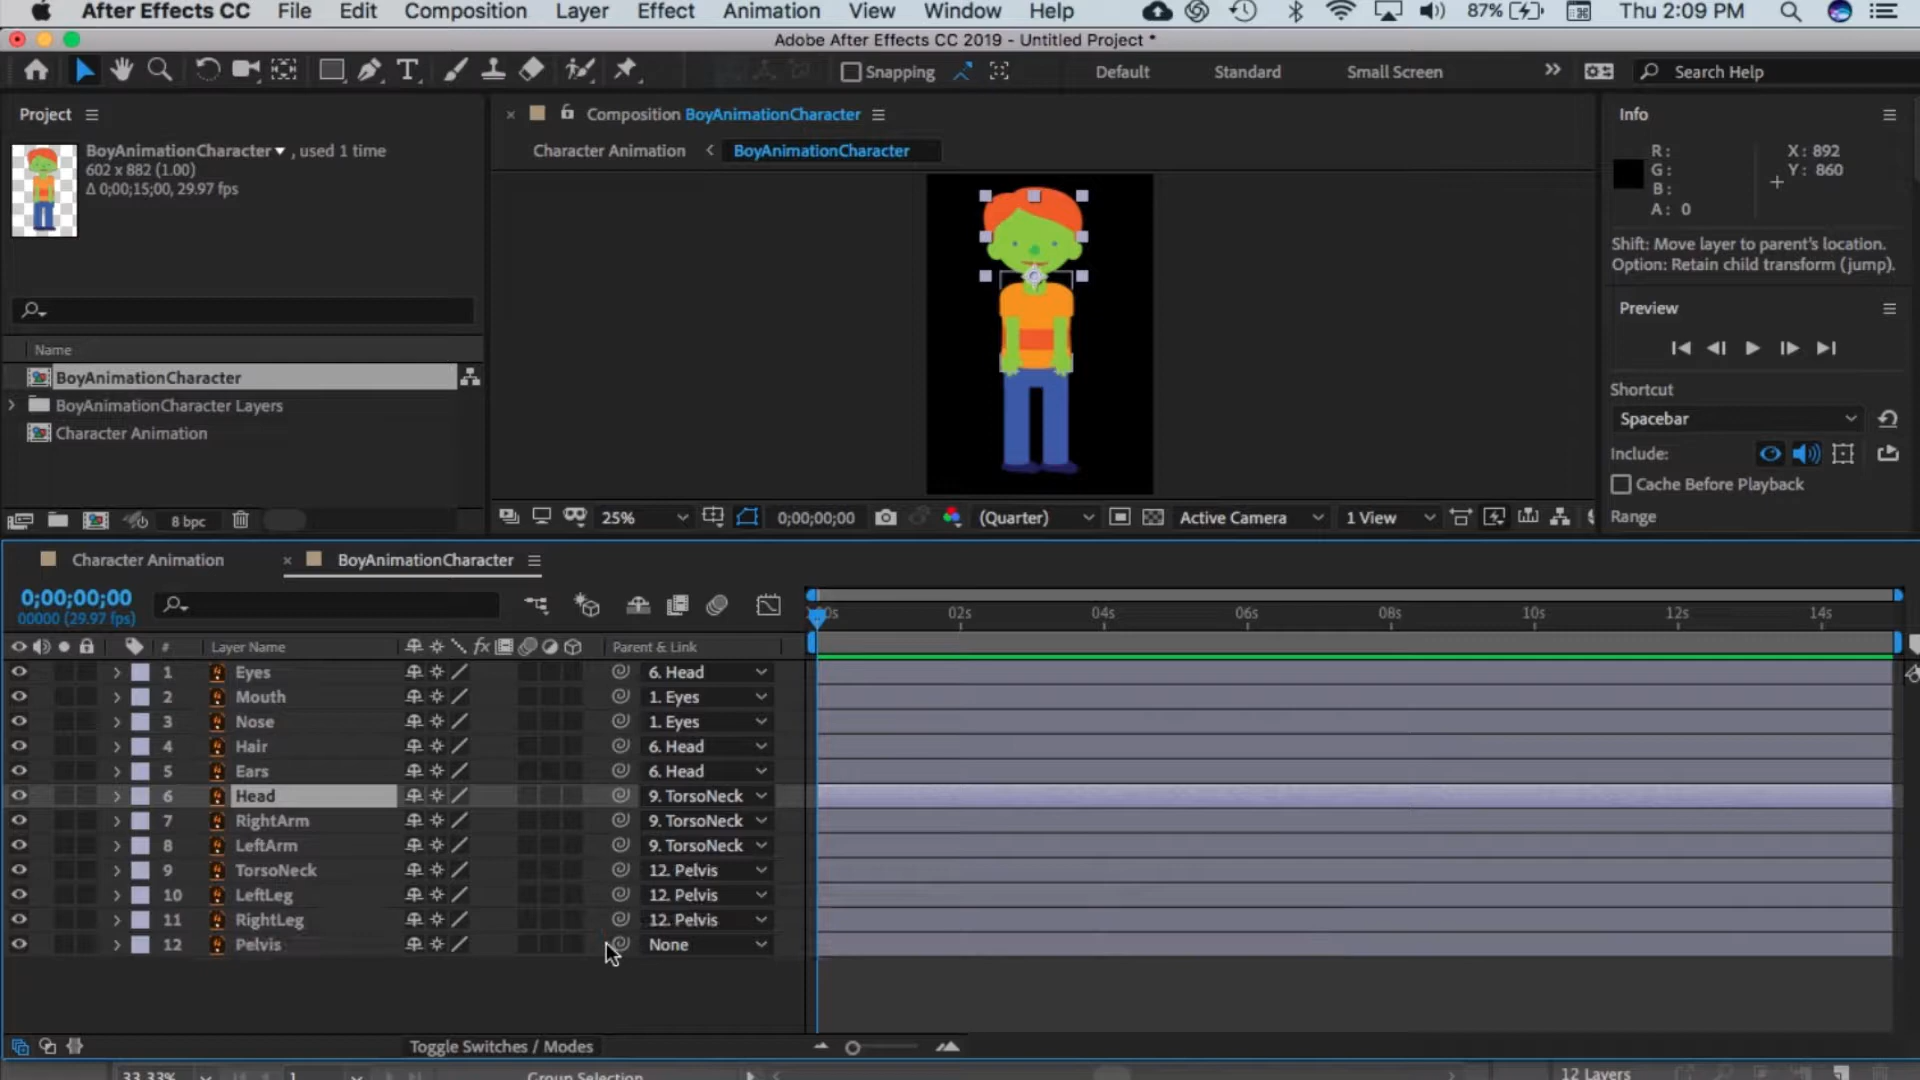 After Effects CC File Edit Composition Layer Effect Animation View Window Help 87% Thu 2:09 PM
Adobe After Effects CC 2019 - Untitled Project *
T Snapping Default Standard Small Screen Search Help
Project
BoyAnimationCharacter , used 1 time
602 x 882 (1.00)
Δ 0;00;15;00, 29.97 fps
Name
BoyAnimationCharacter
BoyAnimationCharacter Layers
Character Animation
8 bpc
Composition BoyAnimationCharacter
Character Animation BoyAnimationCharacter
25% 0;00;00;00 (Quarter) Active Camera 1 View
Info
R: X: 892
G: Y: 860
B:
A: 0
Shift: Move layer to parent's location.
Option: Retain child transform (jump).
Preview
Shortcut
Spacebar
Include:
Cache Before Playback
Range
Character Animation BoyAnimationCharacter
0;00;00;00
00000 (29.97 fps)
02s 04s 06s 08s 10s 12s 14s
# Layer Name fx Parent & Link
1 Eyes 6. Head
2 Mouth 1. Eyes
3 Nose 1. Eyes
4 Hair 6. Head
5 Ears 6. Head
6 Head 9. TorsoNeck
7 RightArm 9. TorsoNeck
8 LeftArm 9. TorsoNeck
9 TorsoNeck 12. Pelvis
10 LeftLeg 12. Pelvis
11 RightLeg 12. Pelvis
12 Pelvis None
Toggle Switches / Modes
33.33% 1 Group Selection 12 Layers